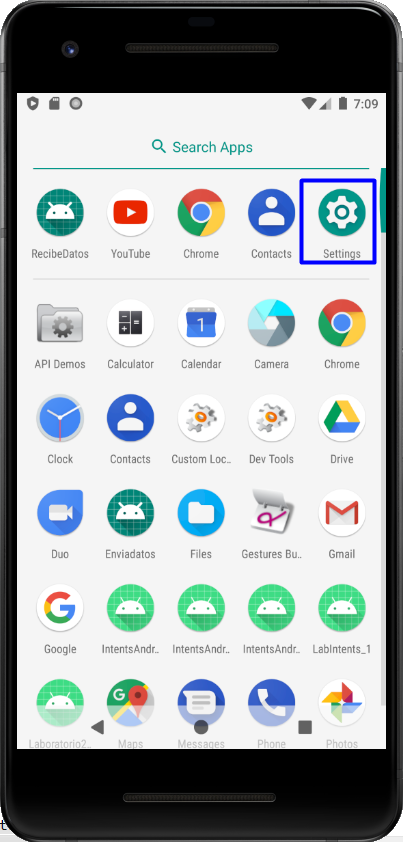 7:09
Search Apps
RecibeDatos YouTube Chrome Contacts Settings
API Demos Calculator Calendar Camera Chrome
1
Clock Contacts Custom Loc.. Dev Tools Drive
Duo Enviadatos Files Gestures Bu.. Gmail
Google IntentsAndr.. IntentsAndr.. IntentsAndr.. LabIntents_1
Laboratorio2.. Maps Messages Phone Photos
t